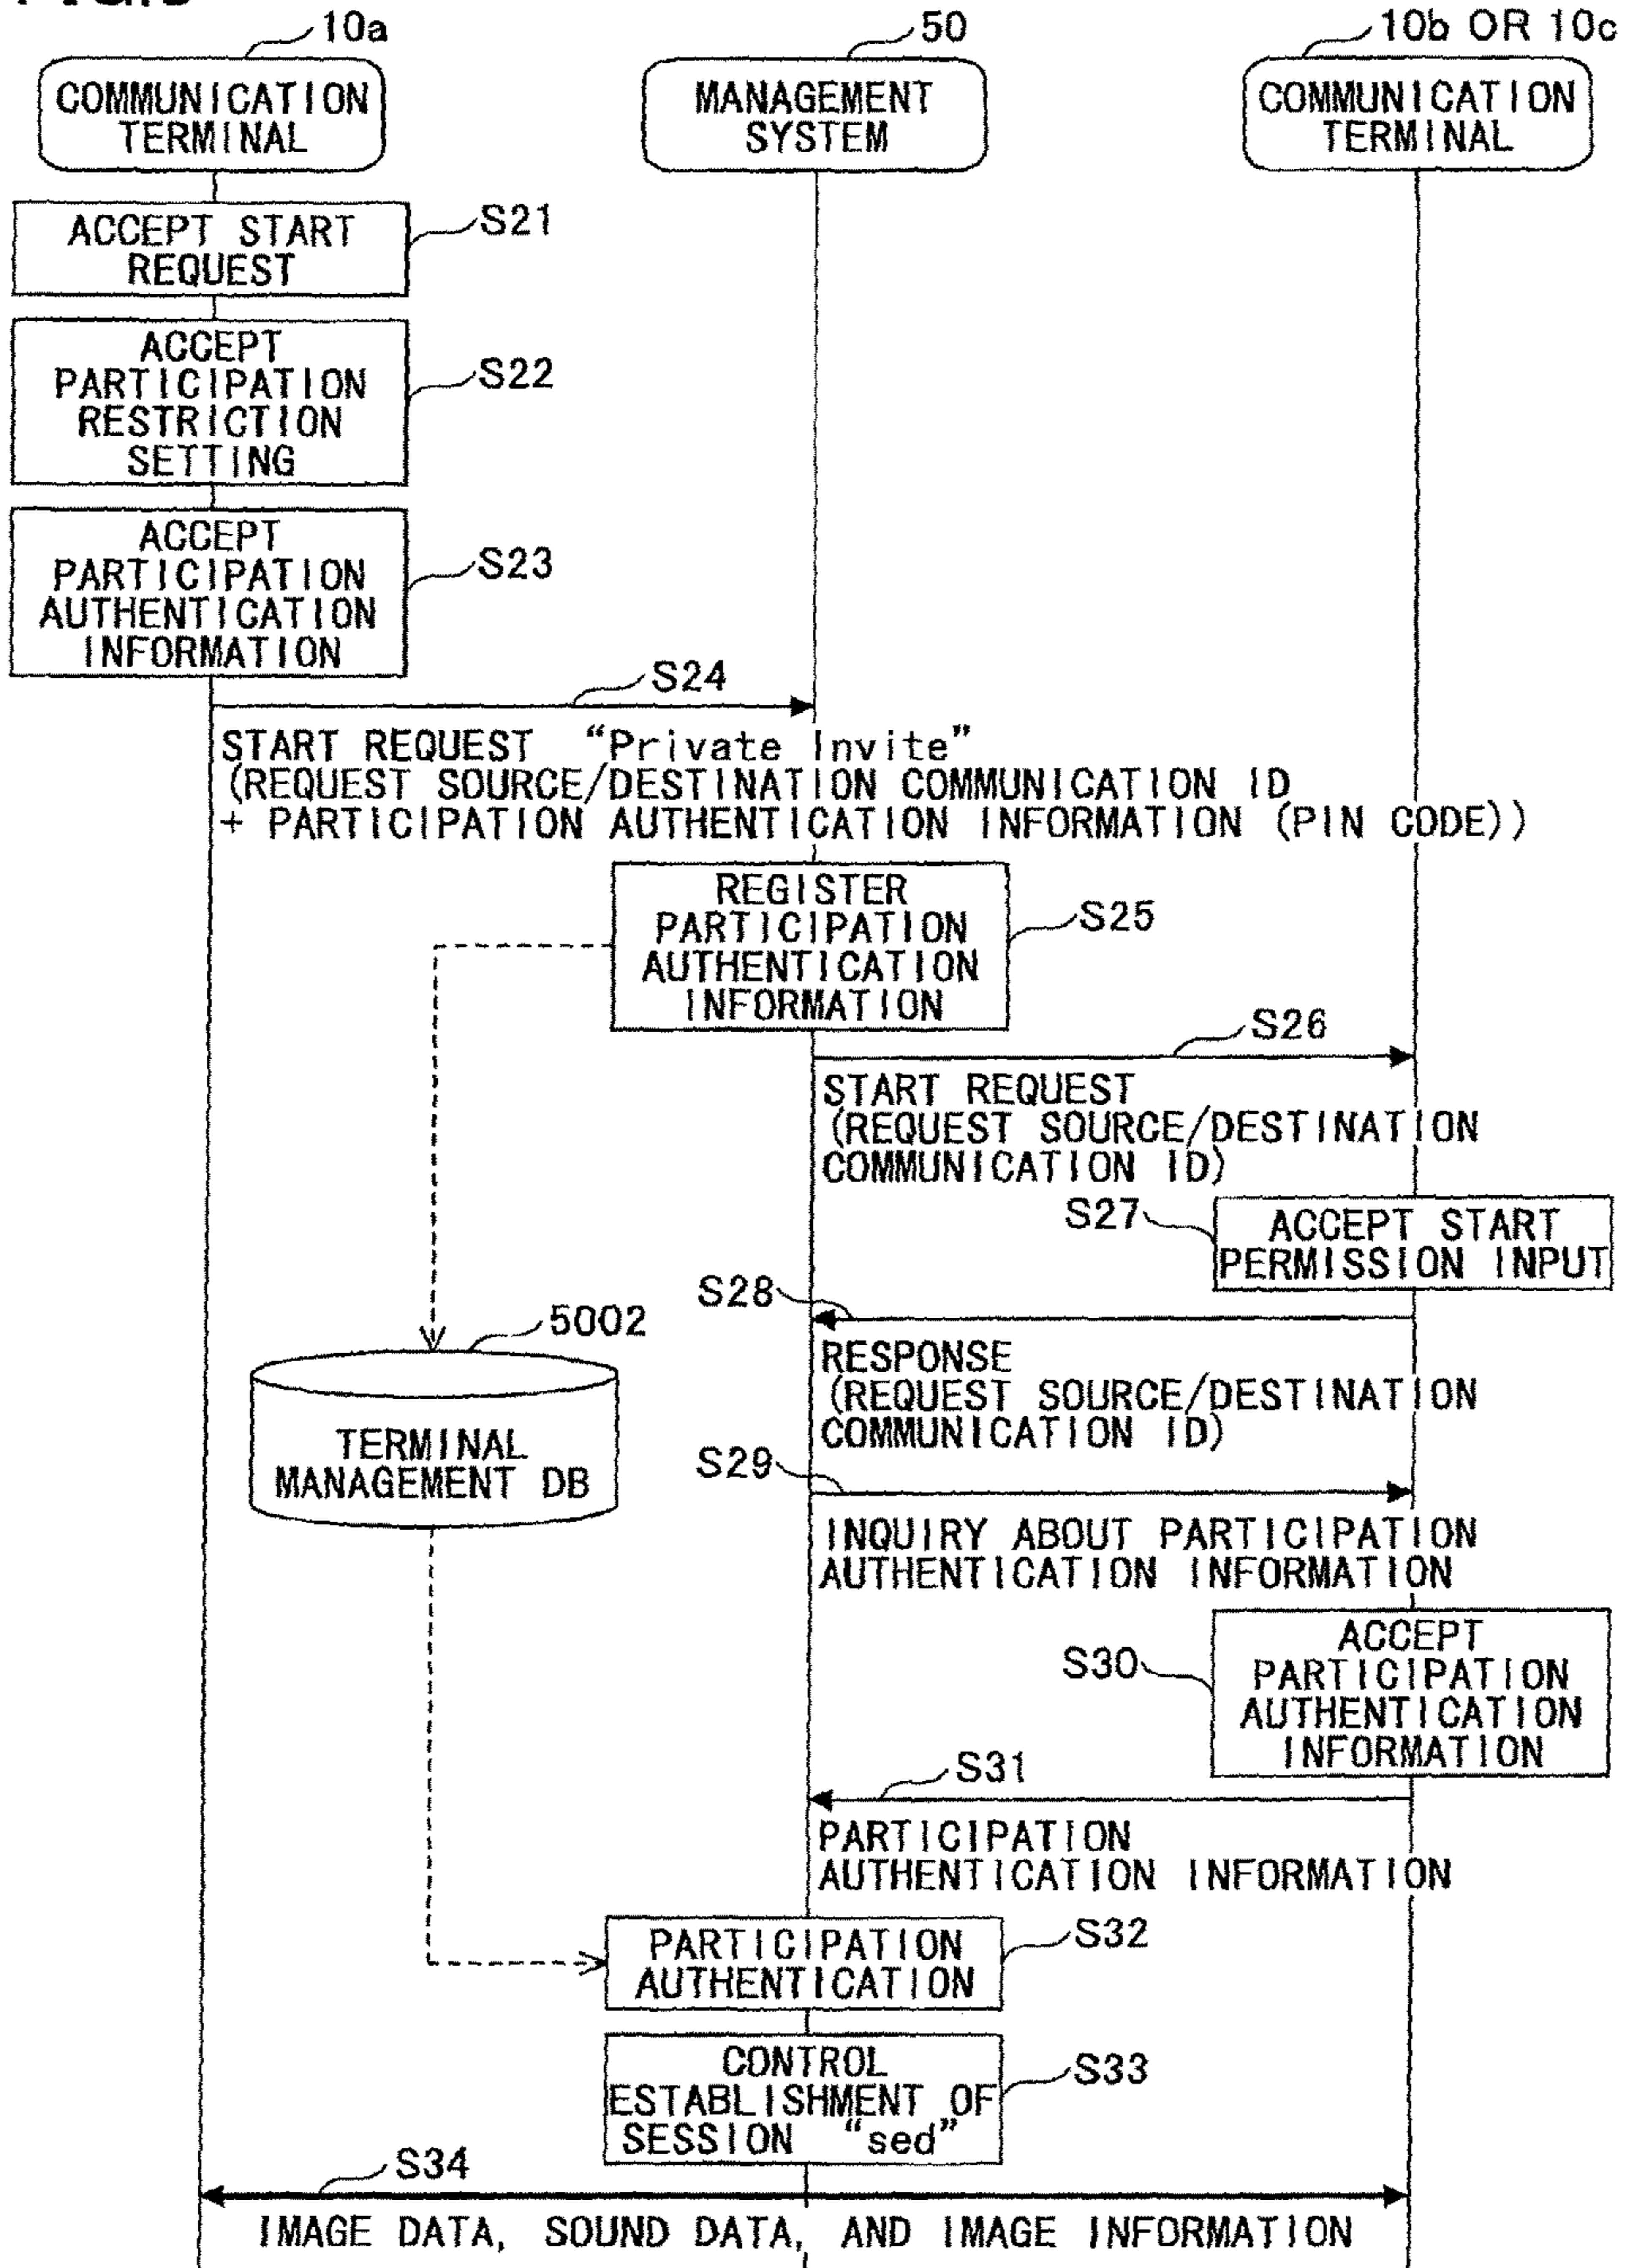 10a
50
10b OR 10c
COMMUNICATION
TERMINAL
MANAGEMENT
SYSTEM
COMMUNICATION
TERMINAL
ACCEPT START
REQUEST
S21
ACCEPT
PARTICIPATION
RESTRICTION
SETTING
S22
ACCEPT
PARTICIPATION
AUTHENTICATION
INFORMATION
S23
S24
START REQUEST “Private Invite”
(REQUEST SOURCE/DESTINATION COMMUNICATION ID
+ PARTICIPATION AUTHENTICATION INFORMATION (PIN CODE))
REGISTER
PARTICIPATION
AUTHENTICATION
INFORMATION
S25
S26
START REQUEST
(REQUEST SOURCE/DESTINATION
COMMUNICATION ID)
S27
ACCEPT START
PERMISSION INPUT
S28
RESPONSE
(REQUEST SOURCE/DESTINATION
COMMUNICATION ID)
5002
TERMINAL
MANAGEMENT DB
S29
INQUIRY ABOUT PARTICIPATION
AUTHENTICATION INFORMATION
S30
ACCEPT
PARTICIPATION
AUTHENTICATION
INFORMATION
S31
PARTICIPATION
AUTHENTICATION INFORMATION
PARTICIPATION
AUTHENTICATION
S32
CONTROL
ESTABLISHMENT OF
SESSION “sed”
S33
S34
IMAGE DATA, SOUND DATA, AND IMAGE INFORMATION